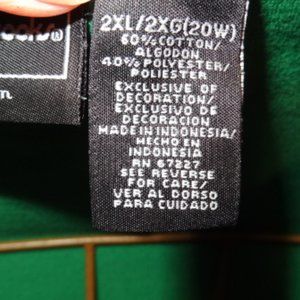 2XL/2XG(20W)
60%COTTON/
ALGODON
40%POLYESTER/
POLIESTER
EXCLUSIVE OF
DECORATION/
EXCLUSIVO DE
DECORACION
MADE IN INDONESIA/
HECHO EN
INDONESIA
RN 67227
SEE REVERSE
FOR CARE/
VER AL DORSO
PARA CUIDADO